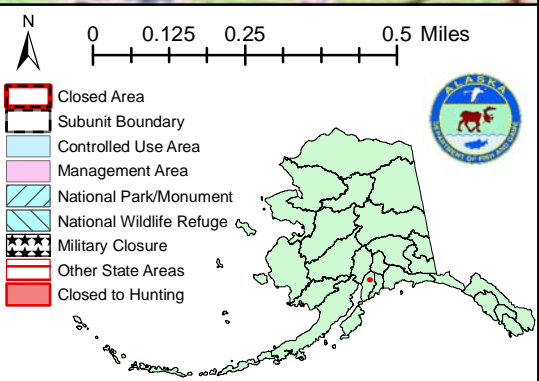 N
0 0.125 0.25 0.5 Miles
Closed Area
Subunit Boundary
Controlled Use Area
Management Area
National Park/Monument
National Wildlife Refuge
Military Closure
Other State Areas
Closed to Hunting
ALASKA
DEPARTMENT OF FISH AND GAME